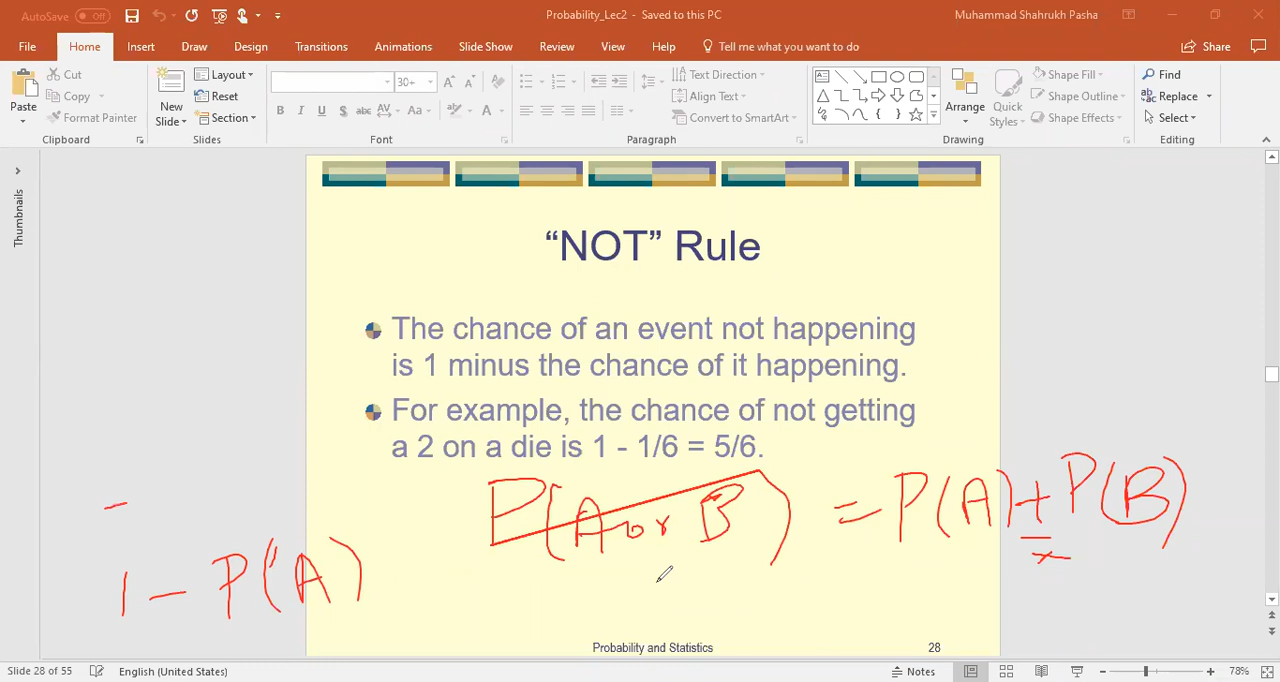 AutoSave Off
Probability_Lec2 - Saved to this PC
Muhammad Shahrukh Pasha
File Home Insert Draw Design Transitions Animations Slide Show Review View Help Tell me what you want to do Share
Paste
Cut
Copy
Format Painter
Clipboard
New Slide
Layout
Reset
Section
Slides
30+
B I U S abc AV Aa A
Font
Paragraph
Text Direction
Align Text
Convert to SmartArt
Arrange
Quick Styles
Shape Fill
Shape Outline
Shape Effects
Drawing
Find
Replace
Select
Editing
Thumbnails
“NOT” Rule
The chance of an event not happening
is 1 minus the chance of it happening.
For example, the chance of not getting
a 2 on a die is 1 - 1/6 = 5/6.
P(A or B) = P(A) + P(B)
x
1 - P(A)
Probability and Statistics 28
Slide 28 of 55 English (United States) Notes 78%